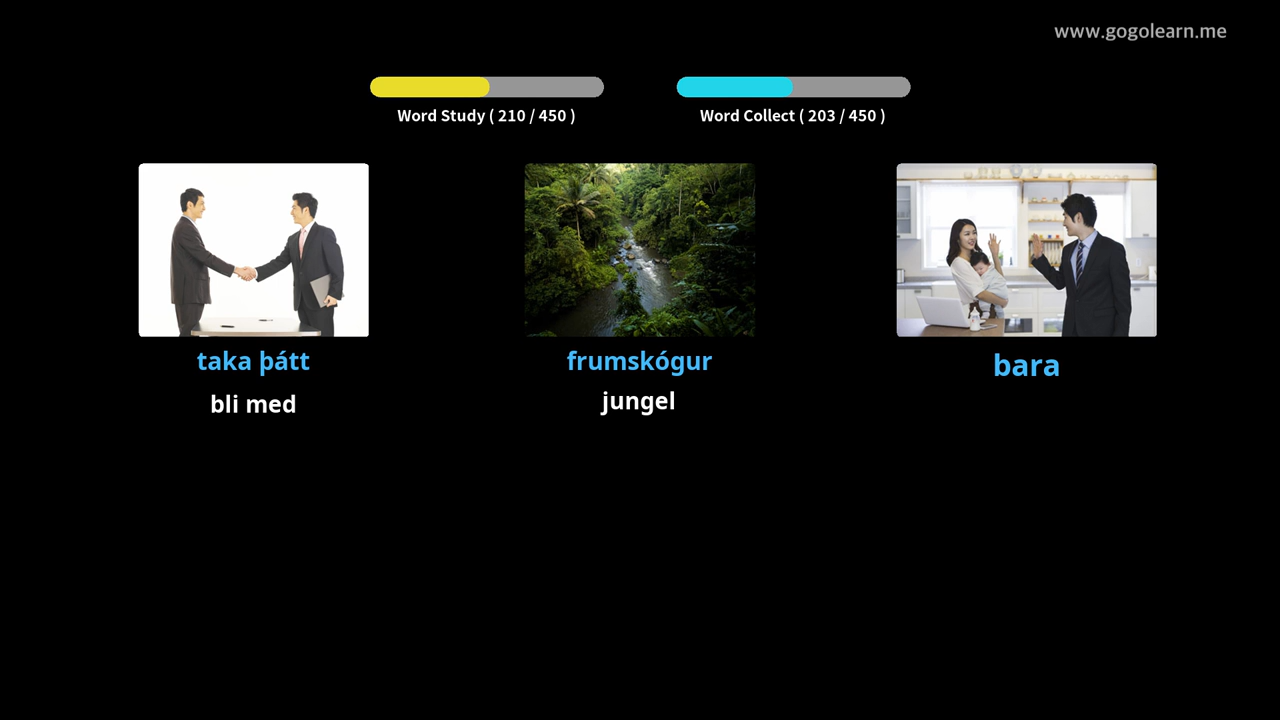 www.gogolearn.me
Word Study ( 210 / 450 )
Word Collect ( 203 / 450 )
taka þátt
bli med
frumskógur
jungel
bara